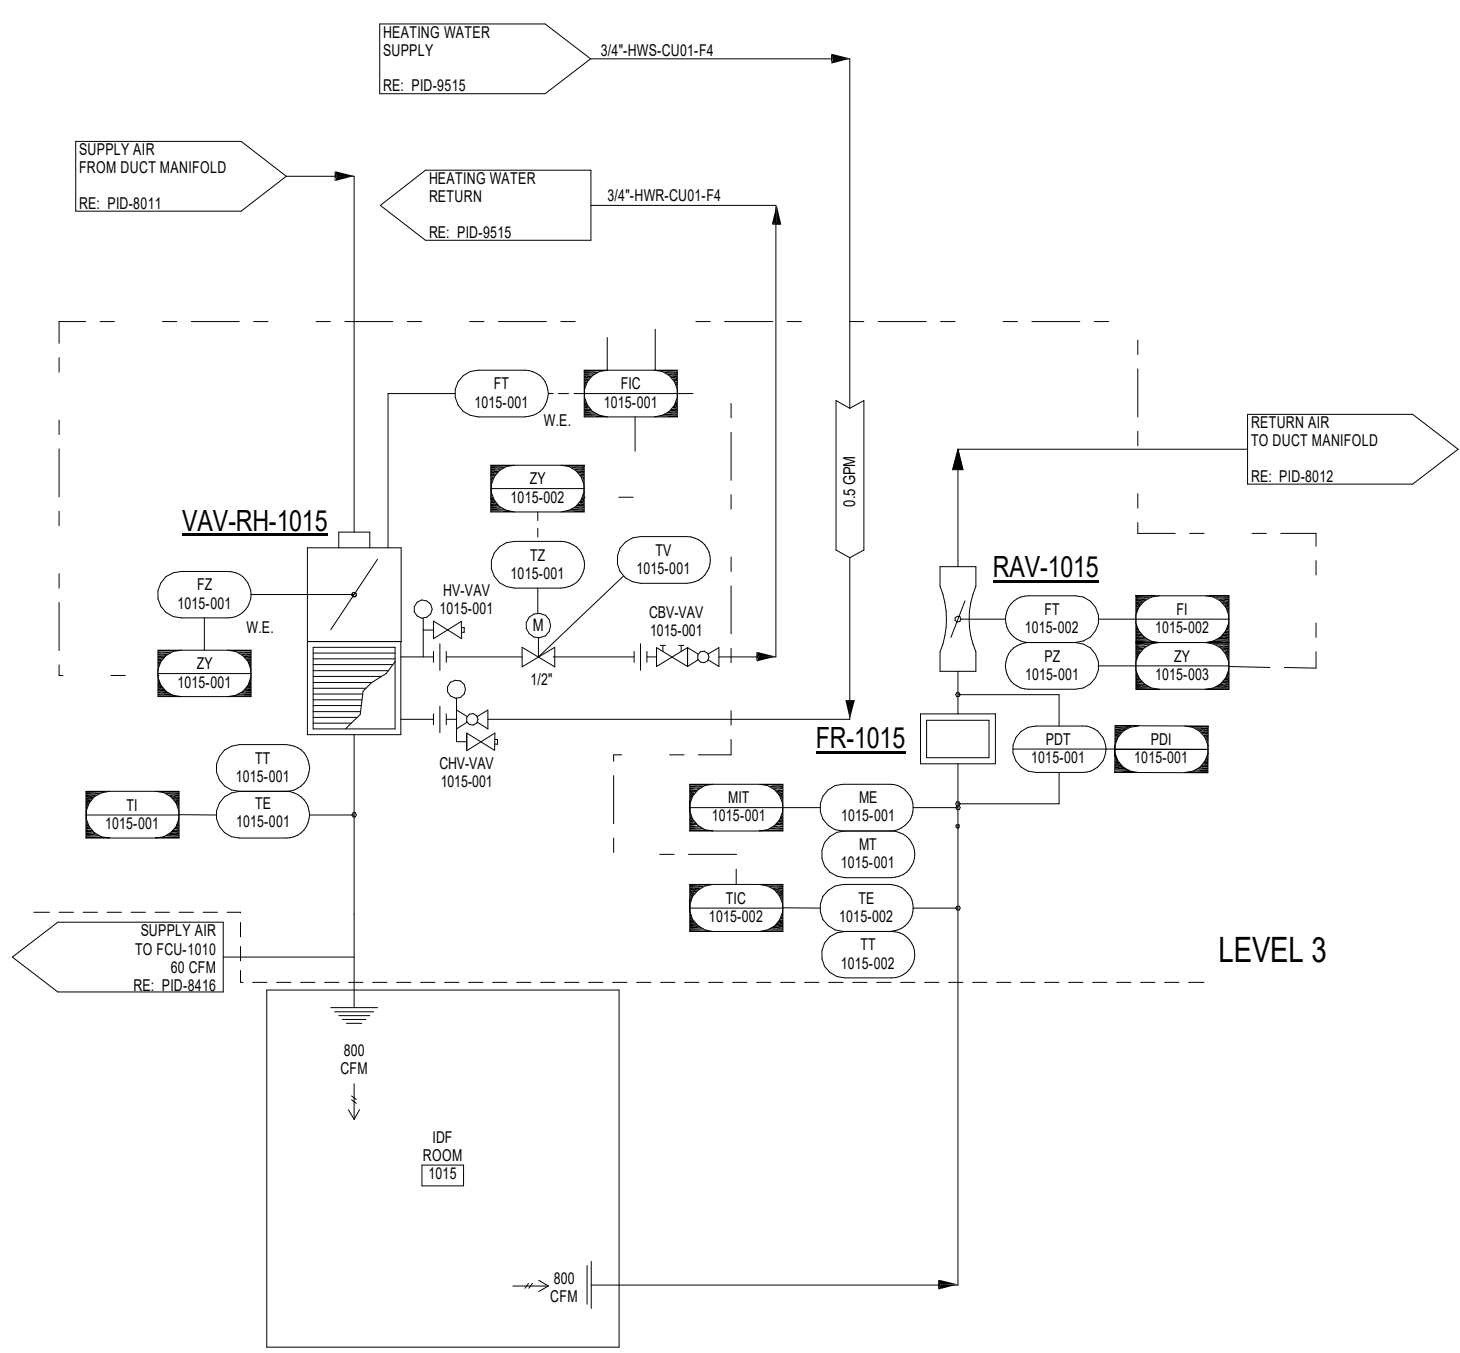 HEATING WATER
SUPPLY
RE: PID-9515
3/4"-HWS-CU01-F4
SUPPLY AIR
FROM DUCT MANIFOLD
RE: PID-8011
HEATING WATER
RETURN
RE: PID-9515
3/4"-HWR-CU01-F4
FT
1015-001
W.E.
FIC
1015-001
RETURN AIR
TO DUCT MANIFOLD
RE: PID-8012
0.5 GPM
ZY
1015-002
VAV-RH-1015
TZ
1015-001
TV
1015-001
FZ
1015-001
W.E.
HV-VAV
1015-001
M
CBV-VAV
1015-001
RAV-1015
FT
1015-002
FI
1015-002
ZY
1015-001
1/2"
PZ
1015-001
ZY
1015-003
FR-1015
PDT
1015-001
PDI
1015-001
CHV-VAV
1015-001
TT
1015-001
TI
1015-001
TE
1015-001
MIT
1015-001
ME
1015-001
MT
1015-001
TIC
1015-002
TE
1015-002
TT
1015-002
SUPPLY AIR
TO FCU-1010
60 CFM
RE: PID-8416
LEVEL 3
800
CFM
IDF
ROOM
1015
800
CFM